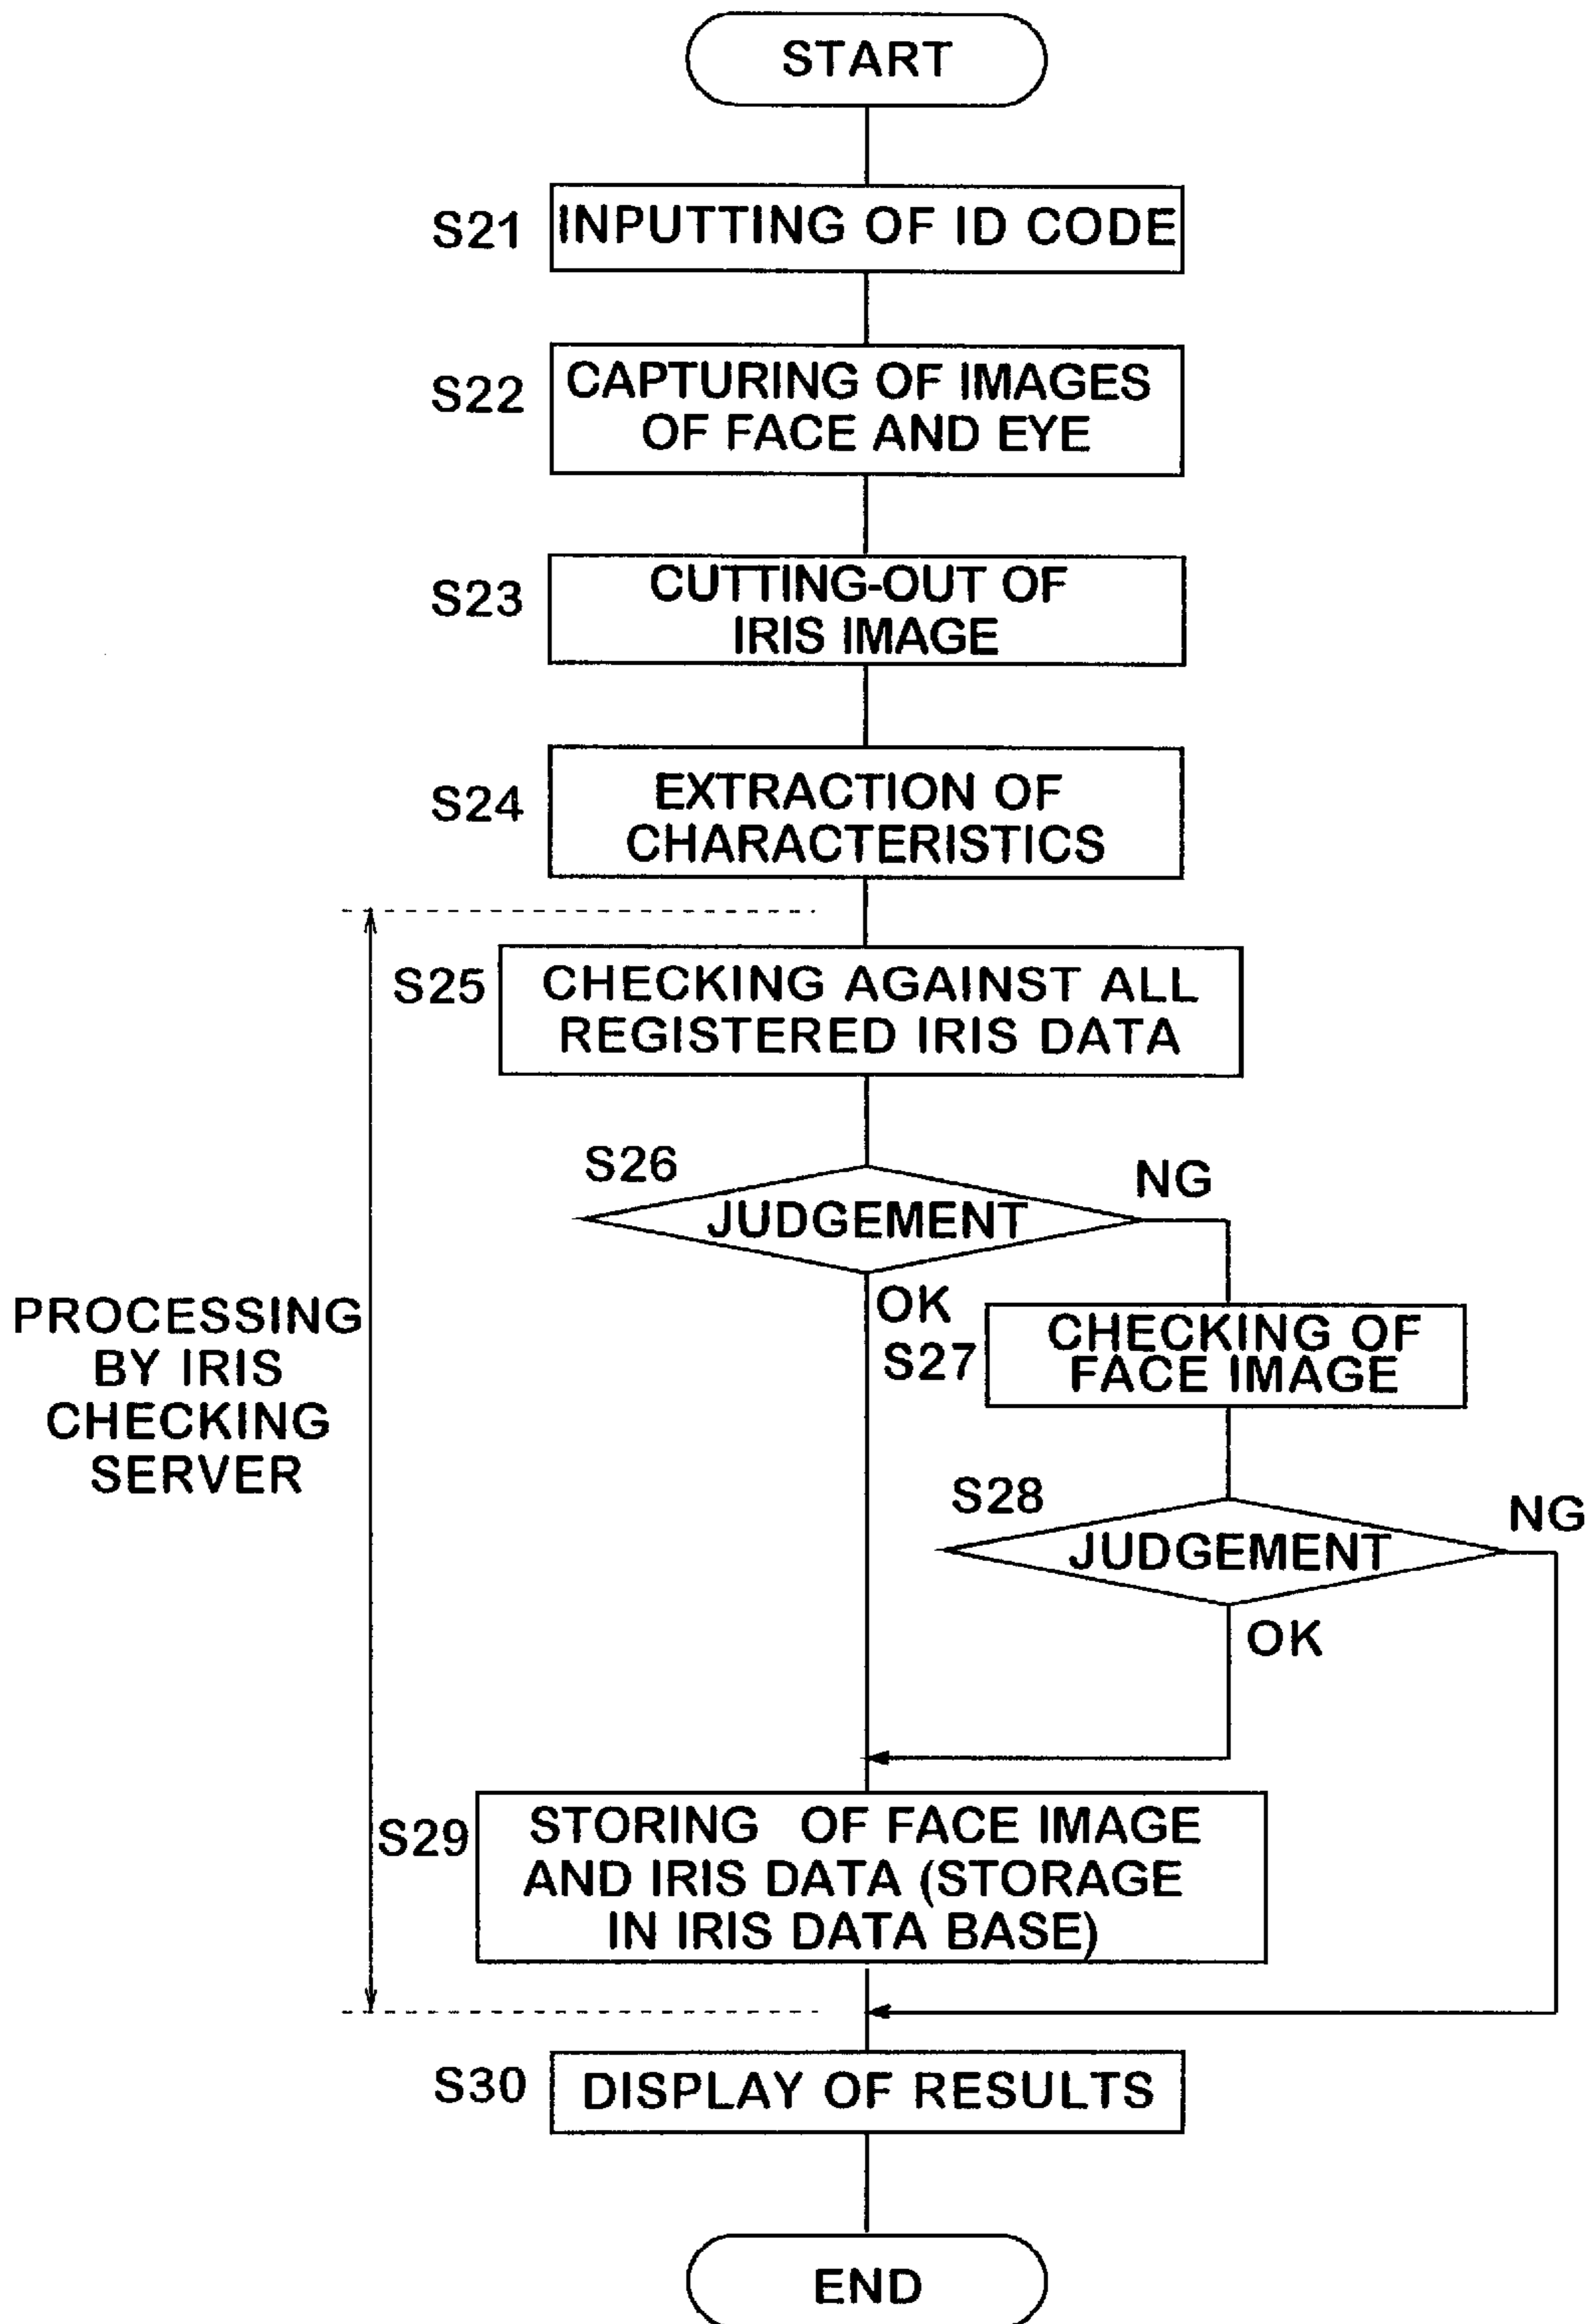 START
S21
INPUTTING OF ID CODE
S22
CAPTURING OF IMAGES
OF FACE AND EYE
S23
CUTTING-OUT OF
IRIS IMAGE
S24
EXTRACTION OF
CHARACTERISTICS
S25
CHECKING AGAINST ALL
REGISTERED IRIS DATA
S26
JUDGEMENT
NG
OK
PROCESSING
BY IRIS
CHECKING
SERVER
S27
CHECKING OF
FACE IMAGE
S28
JUDGEMENT
NG
OK
S29
STORING OF FACE IMAGE
AND IRIS DATA (STORAGE
IN IRIS DATA BASE)
S30
DISPLAY OF RESULTS
END